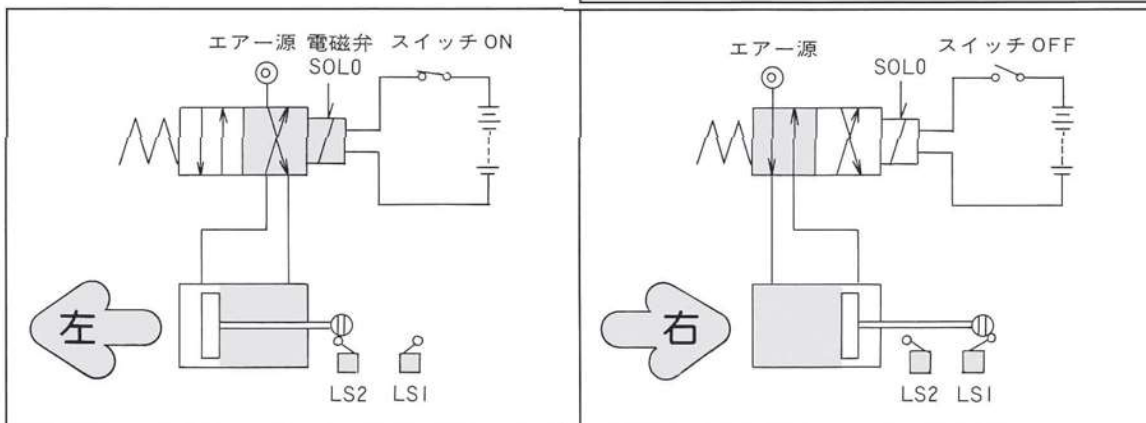 エアー源 電磁弁 スイッチON
SOL0
左
LS2 LS1
エアー源 スイッチOFF
SOL0
右
LS2 LS1